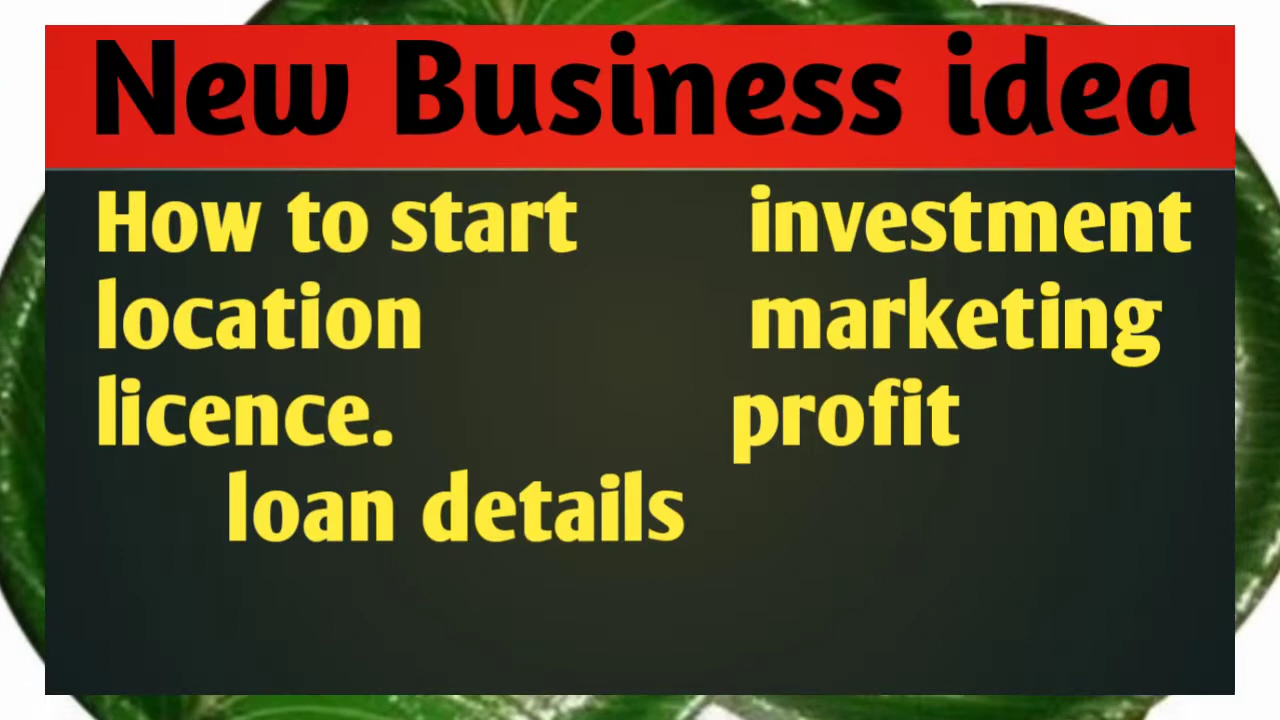 New Business idea
How to start investment
location marketing
licence. profit
loan details